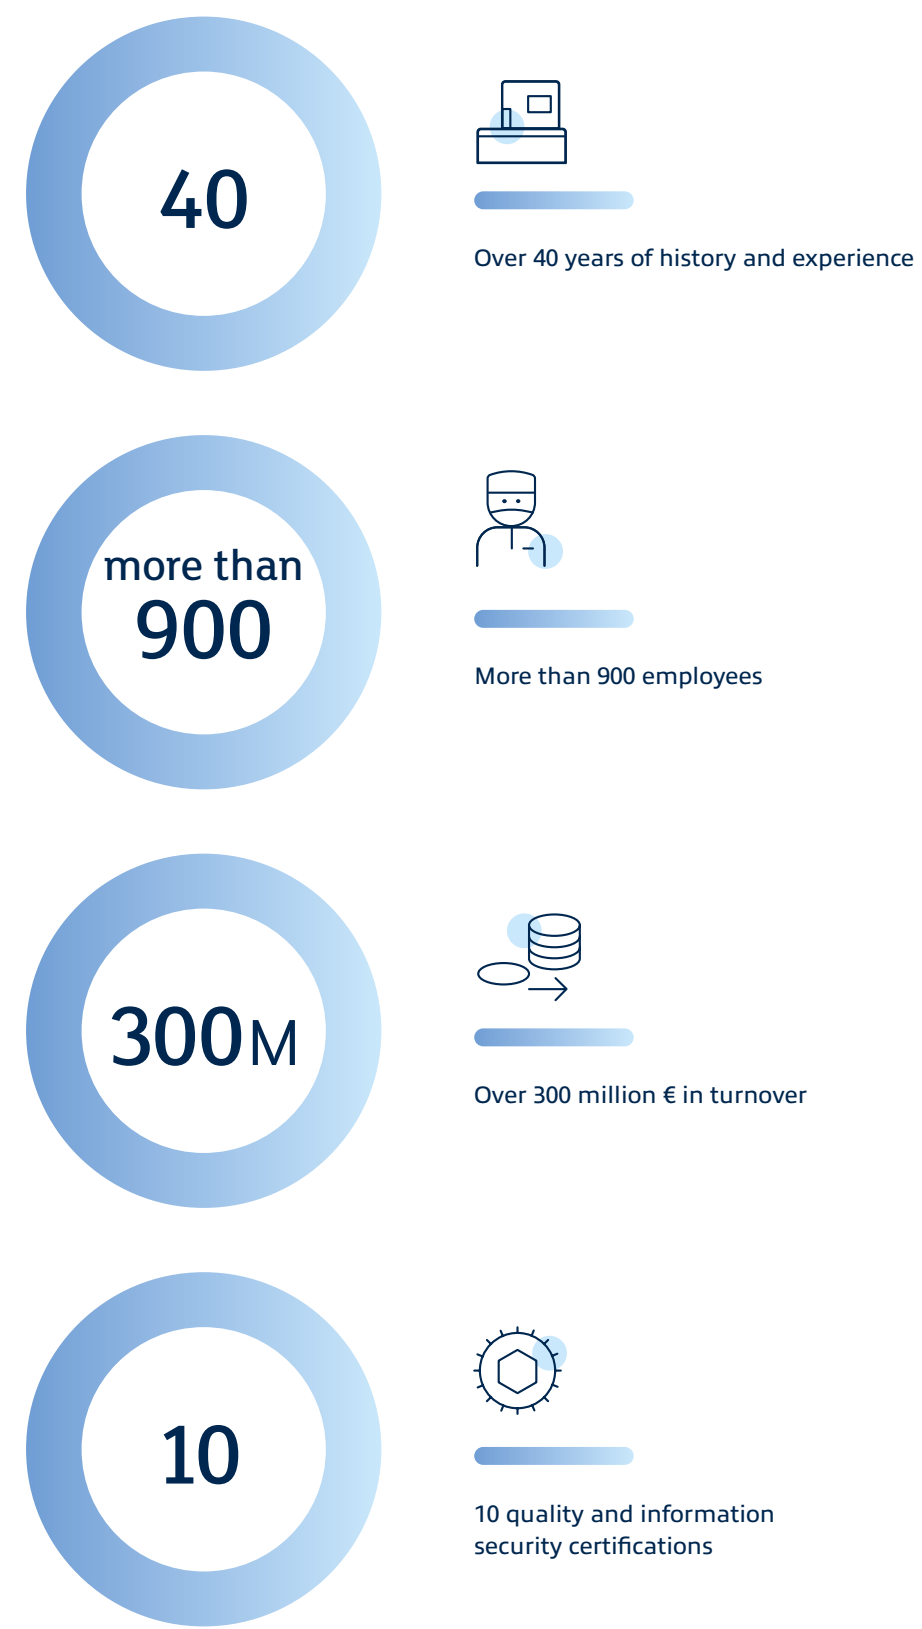 40
Over 40 years of history and experience
more than
900
More than 900 employees
300M
Over 300 million € in turnover
10
10 quality and information
security certifications